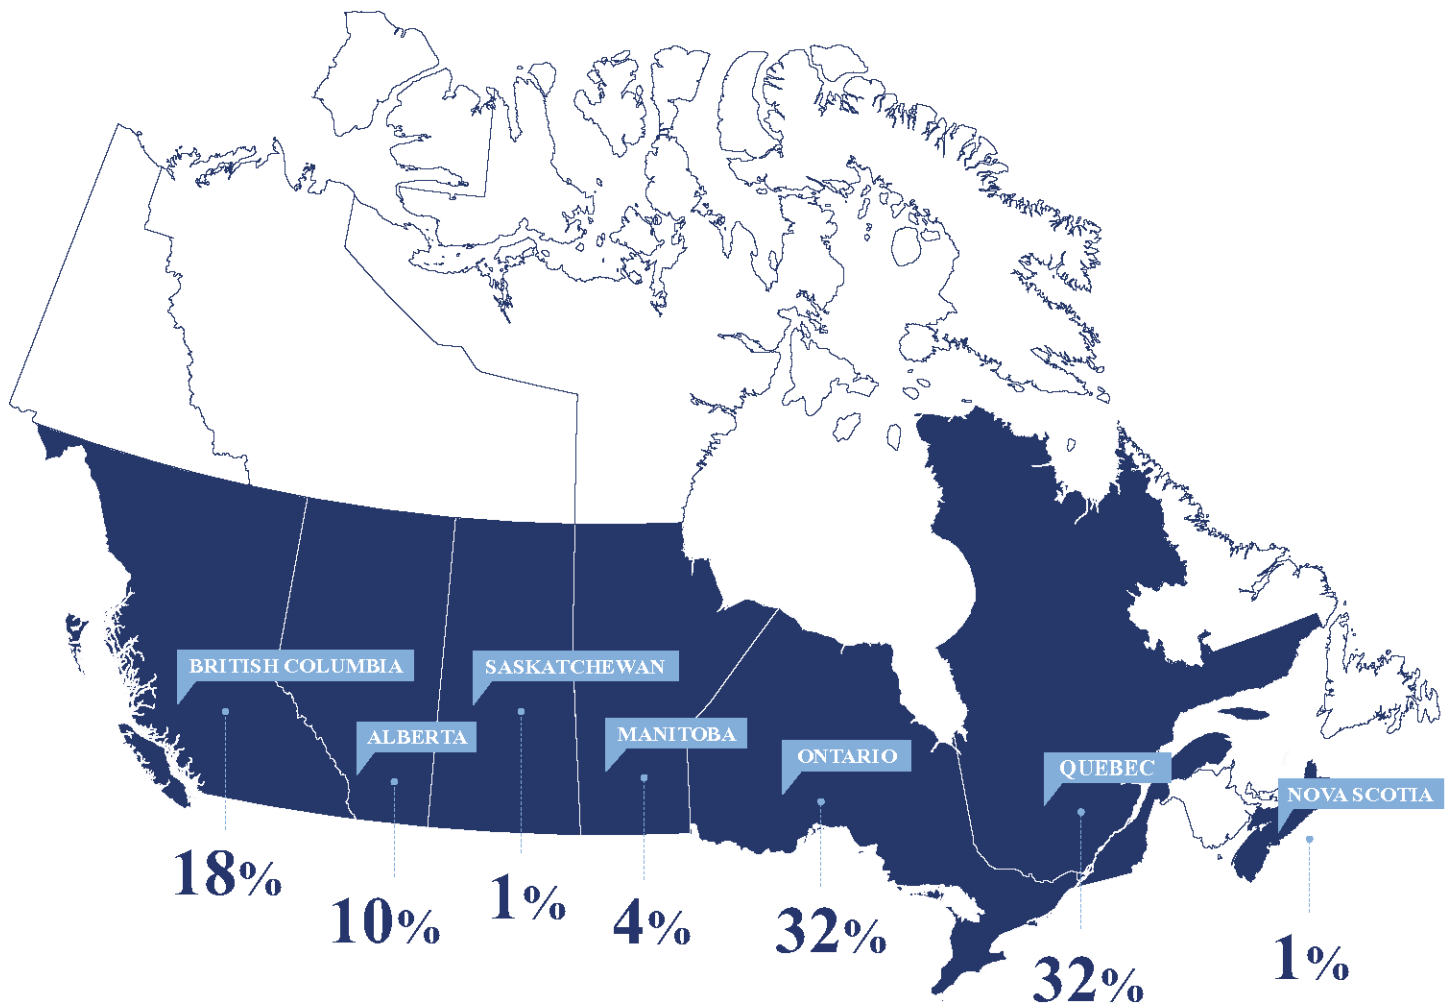 BRITISH COLUMBIA
18%
ALBERTA
10%
SASKATCHEWAN
1%
MANITOBA
4%
ONTARIO
32%
QUEBEC
32%
NOVA SCOTIA
1%